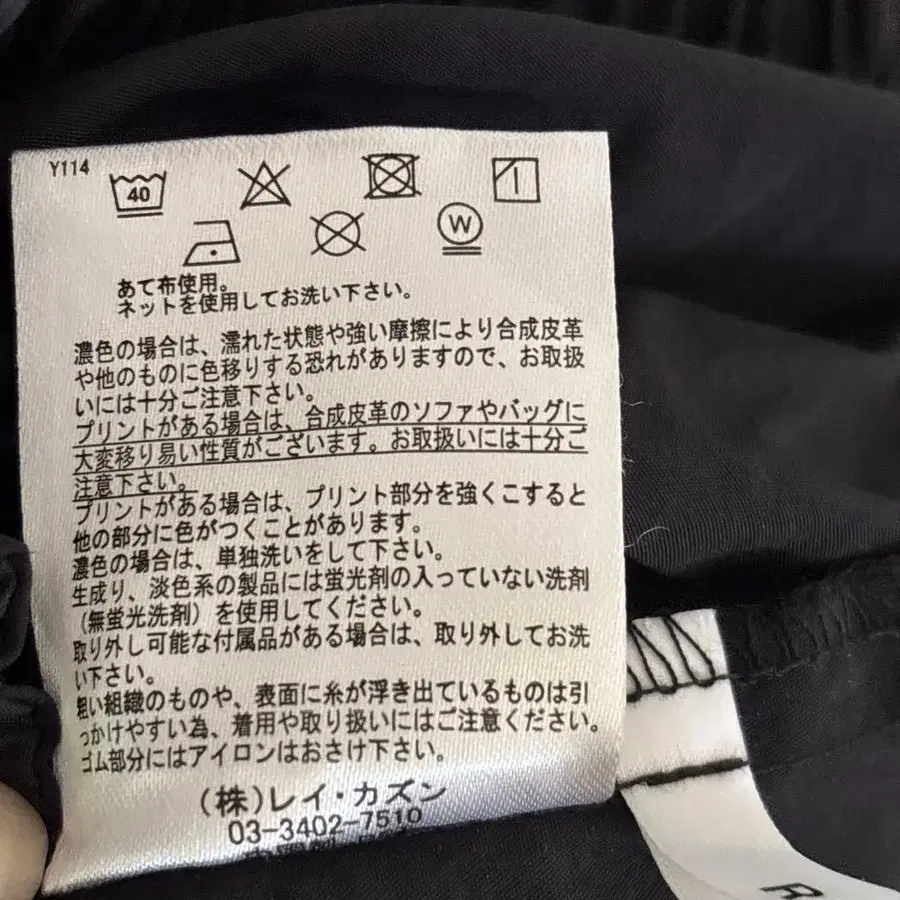 Y114
40
W
あて布使用。
ネットを使用してお洗い下さい。
濃色の場合は、濡れた状態や強い摩擦により合成皮革
や他のものに色移りする恐れがありますので、お取扱
いには十分ご注意下さい。
プリントがある場合は、合成皮革のソファやバッグに
大変移り易い性質がございます。お取扱いには十分ご
注意下さい。
プリントがある場合は、プリント部分を強くこすると
他の部分に色がつくことがあります。
濃色の場合は、単独洗いをして下さい。
生成り、淡色系の製品には蛍光剤の入っていない洗剤
(無蛍光洗剤)を使用してください。
取り外し可能な付属品がある場合は、取り外してお洗
い下さい。
粗い組織のものや、表面に糸が浮き出ているものは引
っかけやすい為、着用や取り扱いにはご注意ください。
ゴム部分にはアイロンはおさけ下さい。
(株)レイ・カズン
03-3402-7510
R